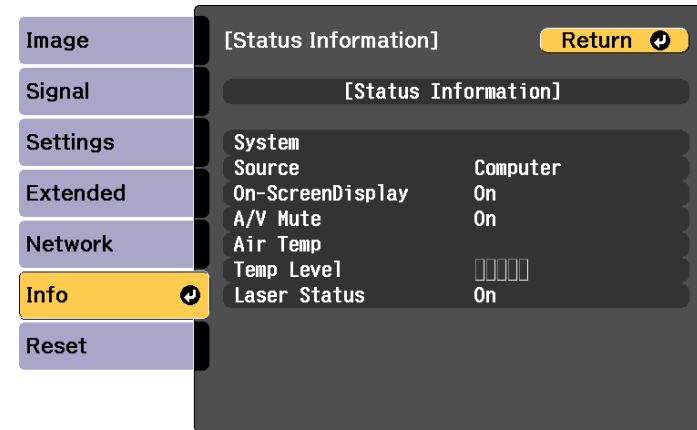 Image
Signal
Settings
Extended
Network
Info
Reset
[Status Information]
Return
[Status Information]
System
Source Computer
On-ScreenDisplay On
A/V Mute On
Air Temp
Temp Level
Laser Status On